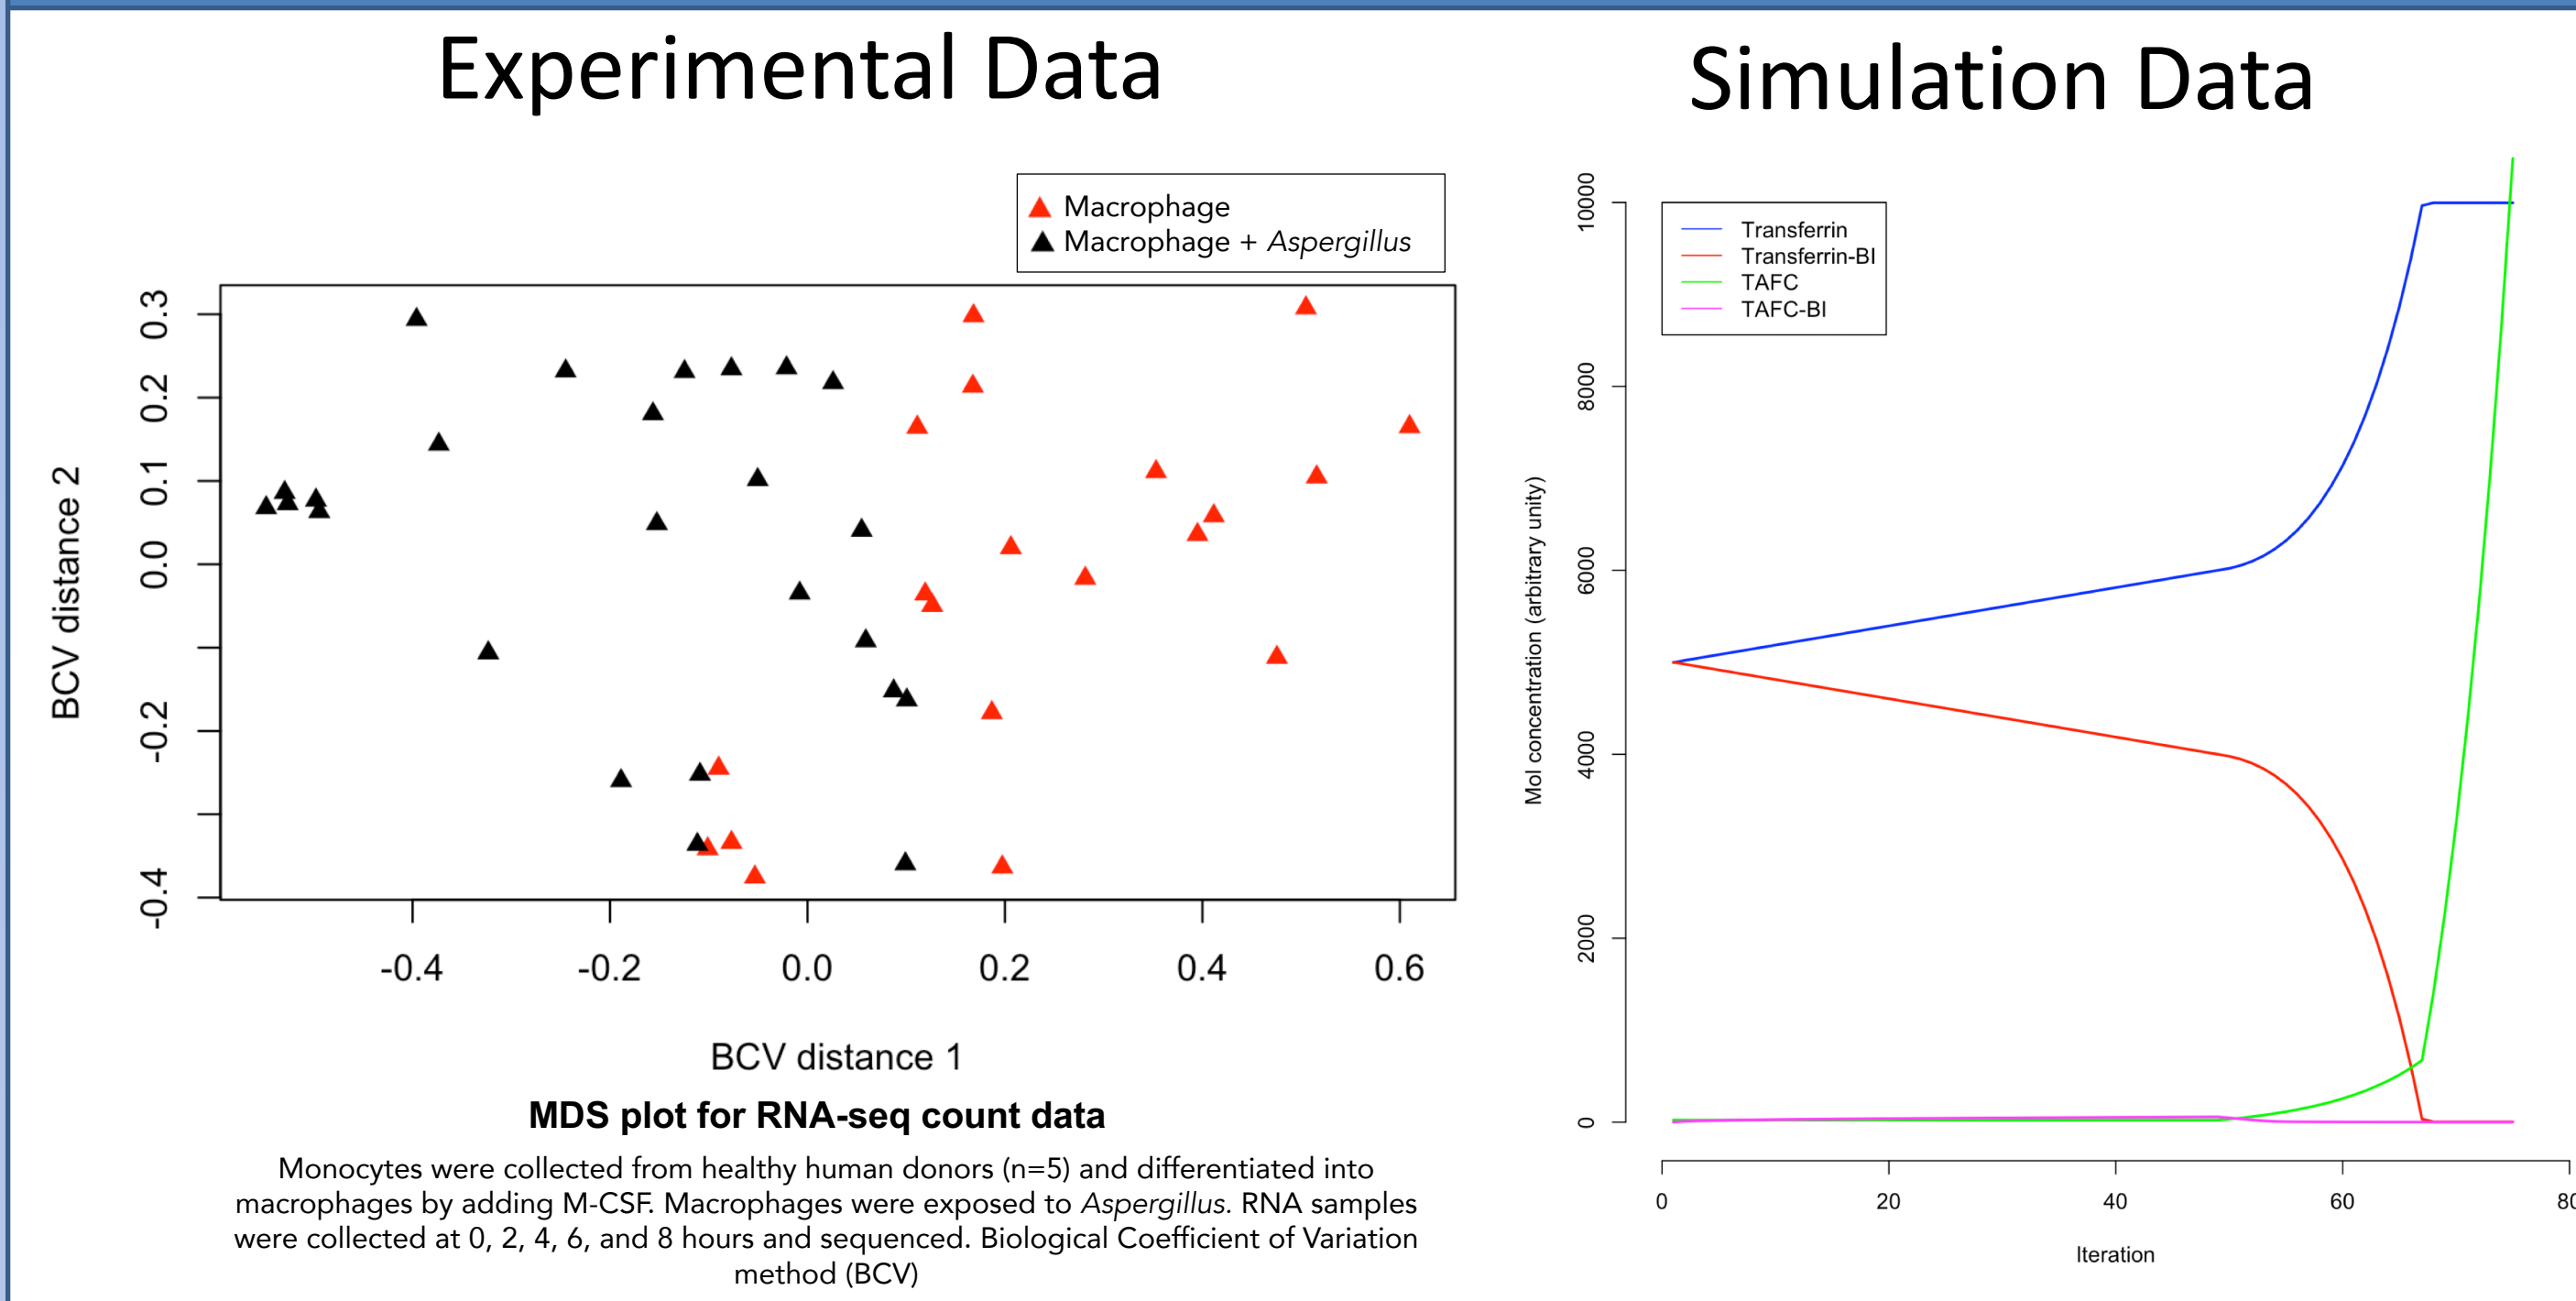 Experimental Data
Macrophage
Macrophage + Aspergillus
0.3
0.2
0.1
0.0
-0.2
-0.4
BCV distance 2
-0.4
-0.2
0.0
0.2
0.4
0.6
BCV distance 1
MDS plot for RNA-seq count data
Monocytes were collected from healthy human donors (n=5) and differentiated into
macrophages by adding M-CSF. Macrophages were exposed to Aspergillus. RNA samples
were collected at 0, 2, 4, 6, and 8 hours and sequenced. Biological Coefficient of Variation
method (BCV)
Simulation Data
Transferrin
Transferrin-BI
TAFC
TAFC-BI
10000
8000
6000
4000
2000
0
Mol concentration (arbitrary unity)
0
20
40
60
80
Iteration